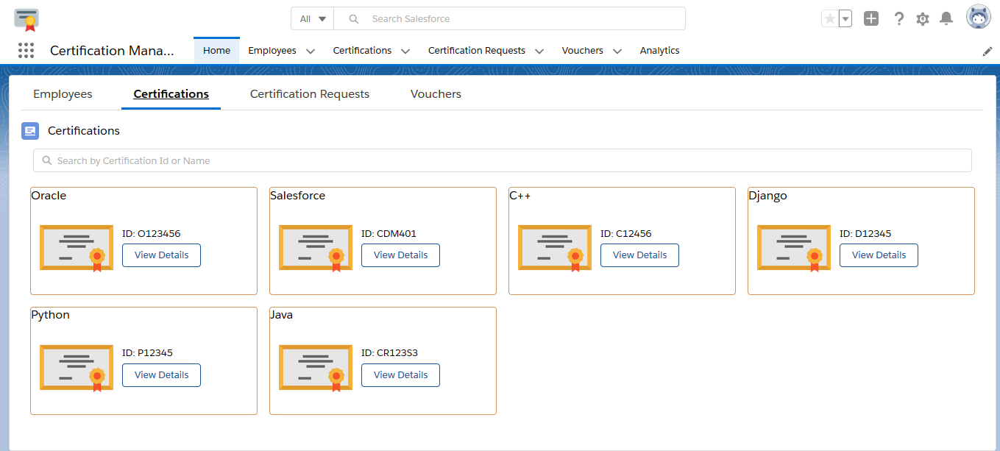 All
Search Salesforce
Certification Mana...
Home
Employees
Certifications
Certification Requests
Vouchers
Analytics
Employees
Certifications
Certification Requests
Vouchers
Certifications
Search by Certification Id or Name
Oracle
ID: O123456
View Details
Salesforce
ID: CDM401
View Details
C++
ID: C12456
View Details
Django
ID: D12345
View Details
Python
ID: P12345
View Details
Java
ID: CR123S3
View Details